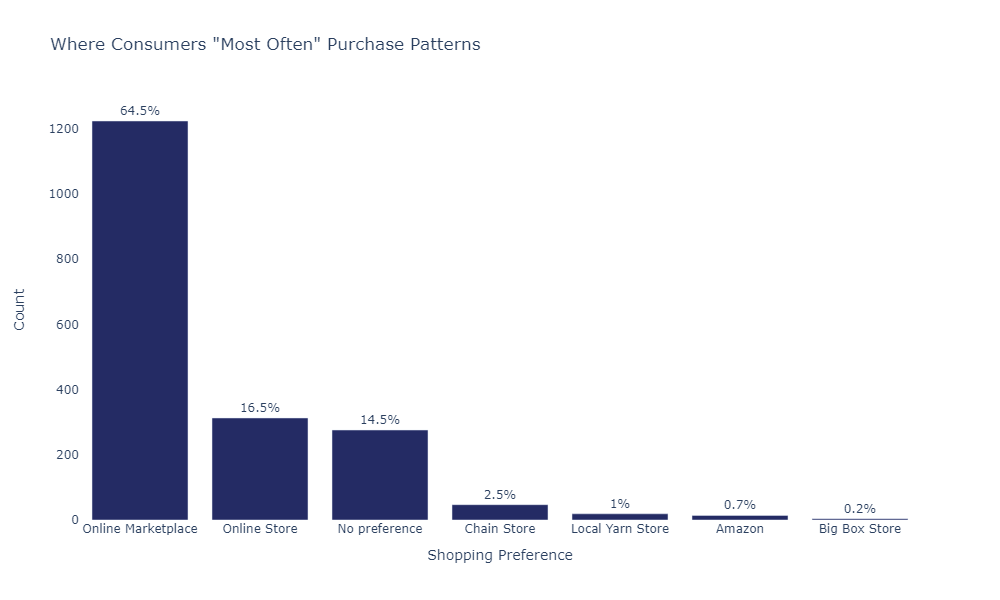 Where Consumers "Most Often" Purchase Patterns
64.5%
1200
1000
800
600
400
200
0
16.5%
14.5%
2.5%
1%
0.7%
0.2%
Count
Online Marketplace
Online Store
No preference
Chain Store
Local Yarn Store
Amazon
Big Box Store
Shopping Preference